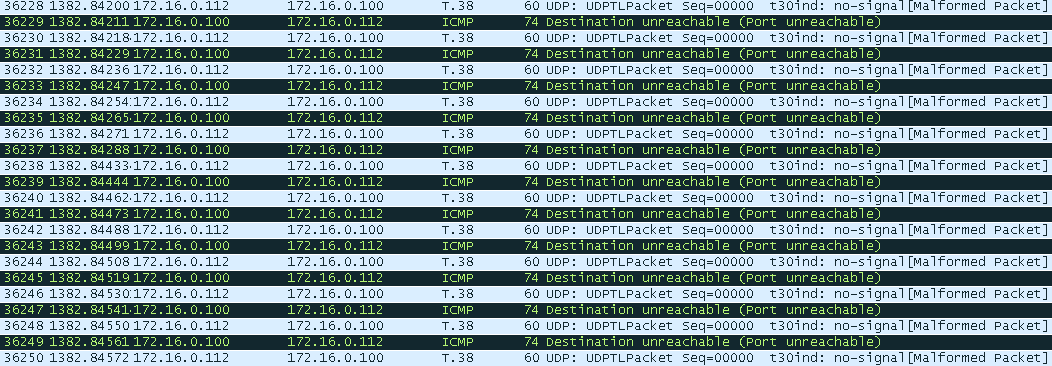 36228 1382.84200 172.16.0.112 172.16.0.100 T.38 60 UDP: UDPTLPacket Seq=00000 t30ind: no-signal[Malformed Packet]
36229 1382.84211 172.16.0.100 172.16.0.112 ICMP 74 Destination unreachable (Port unreachable)
36230 1382.84218 172.16.0.112 172.16.0.100 T.38 60 UDP: UDPTLPacket Seq=00000 t30ind: no-signal[Malformed Packet]
36231 1382.84229 172.16.0.100 172.16.0.112 ICMP 74 Destination unreachable (Port unreachable)
36232 1382.84236 172.16.0.112 172.16.0.100 T.38 60 UDP: UDPTLPacket Seq=00000 t30ind: no-signal[Malformed Packet]
36233 1382.84247 172.16.0.100 172.16.0.112 ICMP 74 Destination unreachable (Port unreachable)
36234 1382.84254 172.16.0.112 172.16.0.100 T.38 60 UDP: UDPTLPacket Seq=00000 t30ind: no-signal[Malformed Packet]
36235 1382.84265 172.16.0.100 172.16.0.112 ICMP 74 Destination unreachable (Port unreachable)
36236 1382.84271 172.16.0.112 172.16.0.100 T.38 60 UDP: UDPTLPacket Seq=00000 t30ind: no-signal[Malformed Packet]
36237 1382.84288 172.16.0.100 172.16.0.112 ICMP 74 Destination unreachable (Port unreachable)
36238 1382.84433 172.16.0.112 172.16.0.100 T.38 60 UDP: UDPTLPacket Seq=00000 t30ind: no-signal[Malformed Packet]
36239 1382.84444 172.16.0.100 172.16.0.112 ICMP 74 Destination unreachable (Port unreachable)
36240 1382.84462 172.16.0.112 172.16.0.100 T.38 60 UDP: UDPTLPacket Seq=00000 t30ind: no-signal[Malformed Packet]
36241 1382.84473 172.16.0.100 172.16.0.112 ICMP 74 Destination unreachable (Port unreachable)
36242 1382.84488 172.16.0.112 172.16.0.100 T.38 60 UDP: UDPTLPacket Seq=00000 t30ind: no-signal[Malformed Packet]
36243 1382.84499 172.16.0.100 172.16.0.112 ICMP 74 Destination unreachable (Port unreachable)
36244 1382.84508 172.16.0.112 172.16.0.100 T.38 60 UDP: UDPTLPacket Seq=00000 t30ind: no-signal[Malformed Packet]
36245 1382.84519 172.16.0.100 172.16.0.112 ICMP 74 Destination unreachable (Port unreachable)
36246 1382.84530 172.16.0.112 172.16.0.100 T.38 60 UDP: UDPTLPacket Seq=00000 t30ind: no-signal[Malformed Packet]
36247 1382.84541 172.16.0.100 172.16.0.112 ICMP 74 Destination unreachable (Port unreachable)
36248 1382.84550 172.16.0.112 172.16.0.100 T.38 60 UDP: UDPTLPacket Seq=00000 t30ind: no-signal[Malformed Packet]
36249 1382.84561 172.16.0.100 172.16.0.112 ICMP 74 Destination unreachable (Port unreachable)
36250 1382.84572 172.16.0.112 172.16.0.100 T.38 60 UDP: UDPTLPacket Seq=00000 t30ind: no-signal[Malformed Packet]